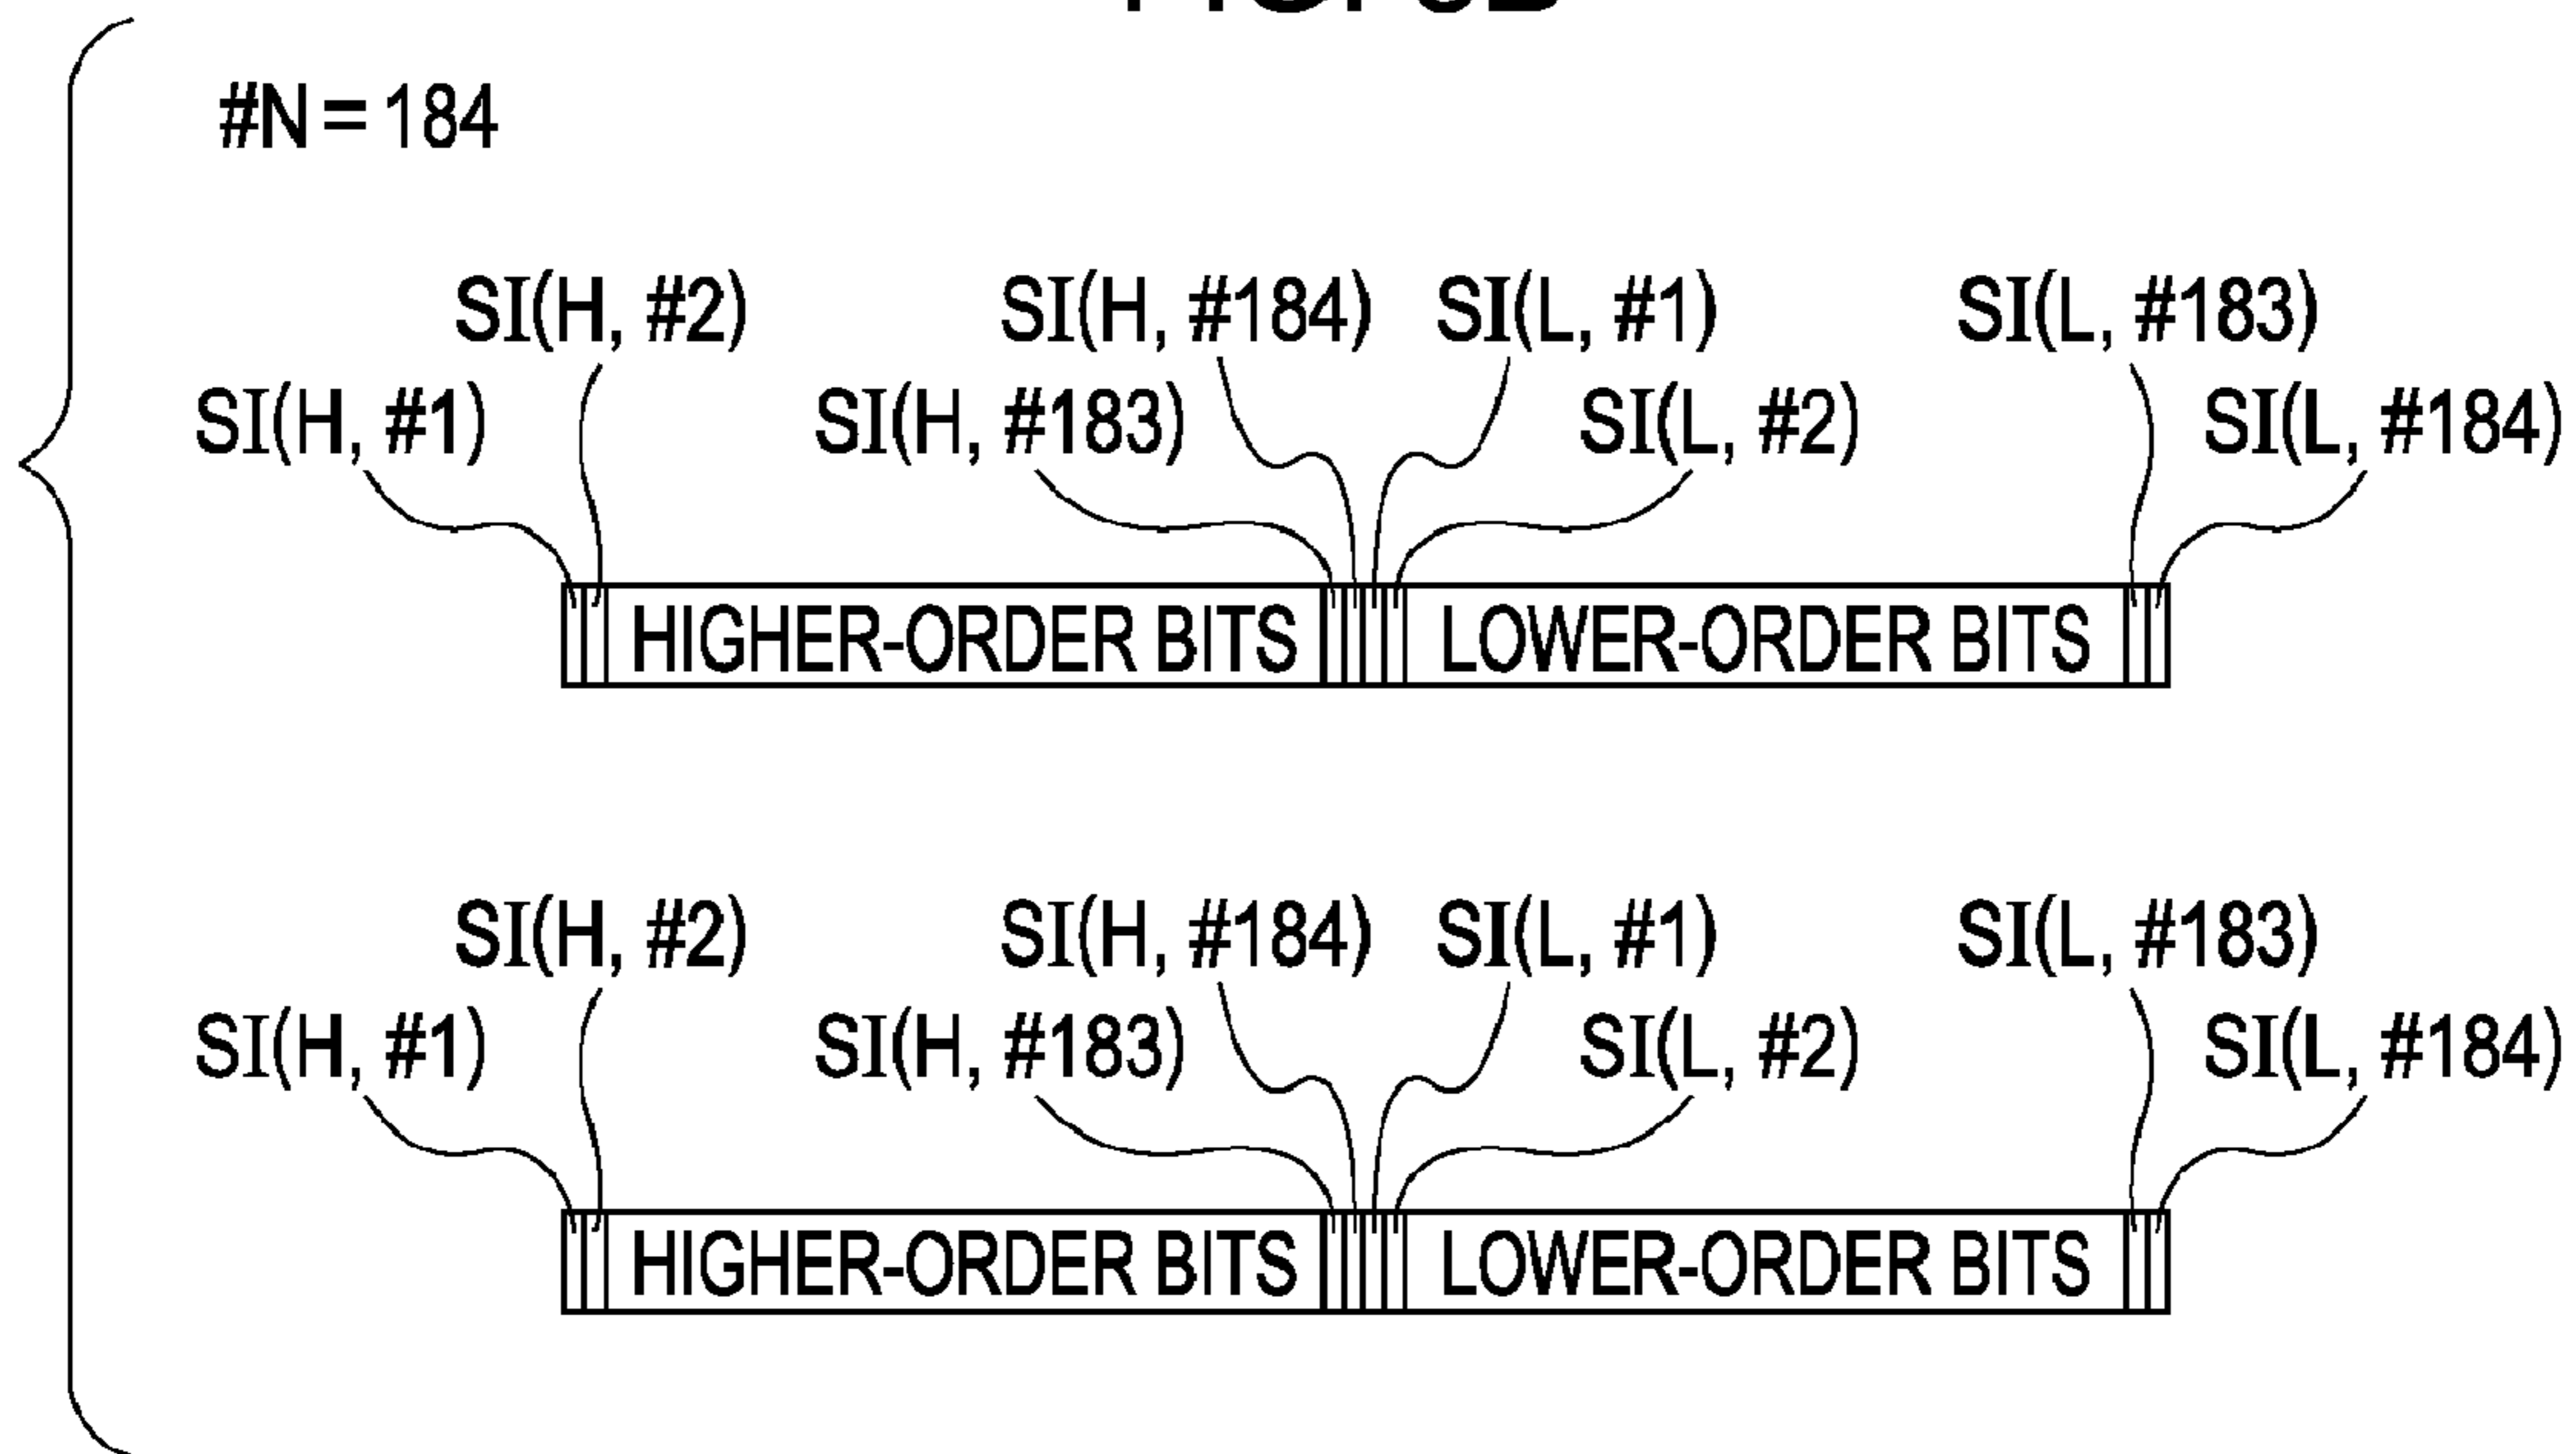 #N = 184
SI(H, #2) SI(H, #184) SI(L, #1) SI(L, #183)
SI(H, #1) SI(H, #183) SI(L, #2) SI(L, #184)
HIGHER-ORDER BITS LOWER-ORDER BITS
SI(H, #2) SI(H, #184) SI(L, #1) SI(L, #183)
SI(H, #1) SI(H, #183) SI(L, #2) SI(L, #184)
HIGHER-ORDER BITS LOWER-ORDER BITS